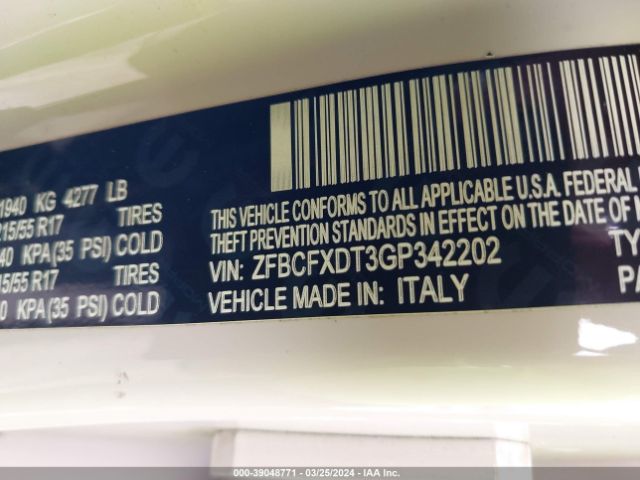 1940 KG 4277 LB
215/55 R17 TIRES
40 KPA(35 PSI) COLD
15/55 R17 TIRES
0 KPA(35 PSI) COLD
THIS VEHICLE CONFORMS TO ALL APPLICABLE U.S.A. FEDERAL
THEFT PREVENTION STANDARDS IN EFFECT ON THE DATE OF
VIN: ZFBCFXDT3GP342202 TY
VEHICLE MADE IN: ITALY PA
000-39048771 - 03/25/2024 - IAA Inc.